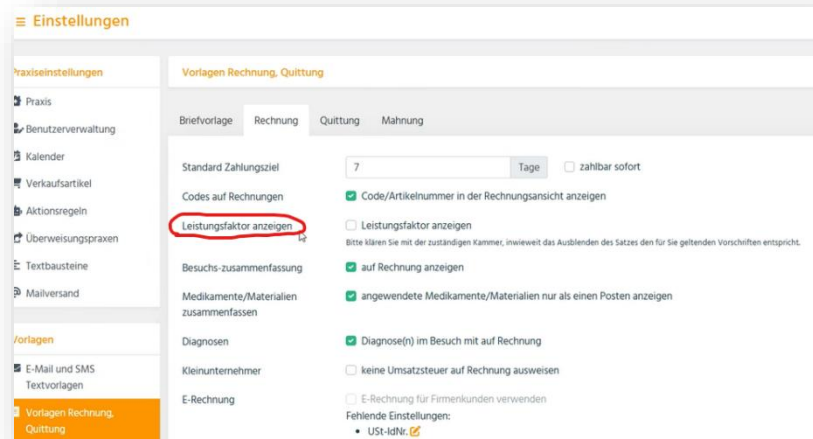 Einstellungen
Praxiseinstellungen
Praxis
Benutzerverwaltung
Kalender
Verkaufsartikel
Aktionsregeln
Überweisungspraxen
Textbausteine
Mailversand
Vorlagen
E-Mail und SMS
Textvorlagen
Vorlagen Rechnung,
Quittung
Vorlagen Rechnung, Quittung
Briefvorlage Rechnung Quittung Mahnung
Standard Zahlungsziel 7 Tage zahlbar sofort
Codes auf Rechnungen Code/Artikelnummer in der Rechnungsansicht anzeigen
Leistungsfaktor anzeigen Leistungsfaktor anzeigen
Bitte klären Sie mit der zuständigen Kammer, inwieweit das Ausblenden des Satzes den für Sie geltenden Vorschriften entspricht.
Besuchs-zusammenfassung auf Rechnung anzeigen
Medikamente/Materialien angewendete Medikamente/Materialien nur als einen Posten anzeigen
zusammenfassen
Diagnosen Diagnose(n) im Besuch mit auf Rechnung
Kleinunternehmer keine Umsatzsteuer auf Rechnung ausweisen
E-Rechnung E-Rechnung für Firmenkunden verwenden
Fehlende Einstellungen:
• USt-IdNr.